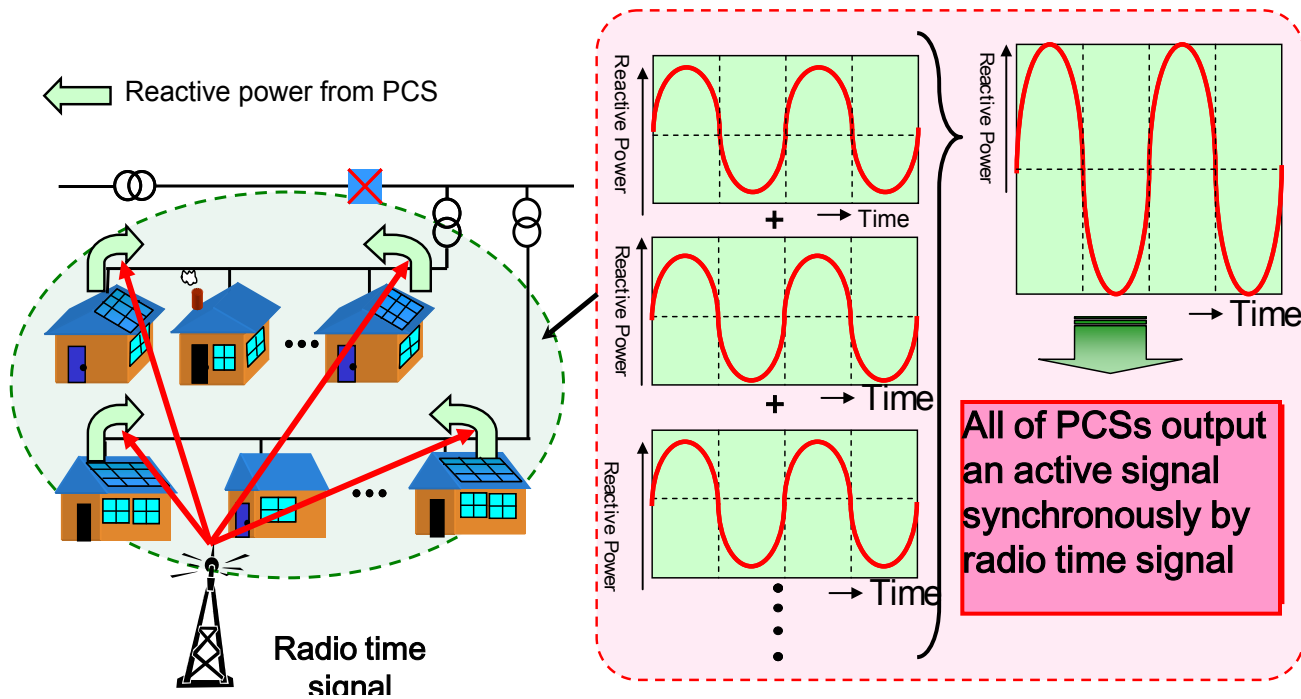 Reactive power from PCS
Radio time
signal
Reactive Power
+
Time
Reactive Power
+
Time
Reactive Power
Time
Reactive Power
Time
All of PCSs output
an active signal
synchronously by
radio time signal